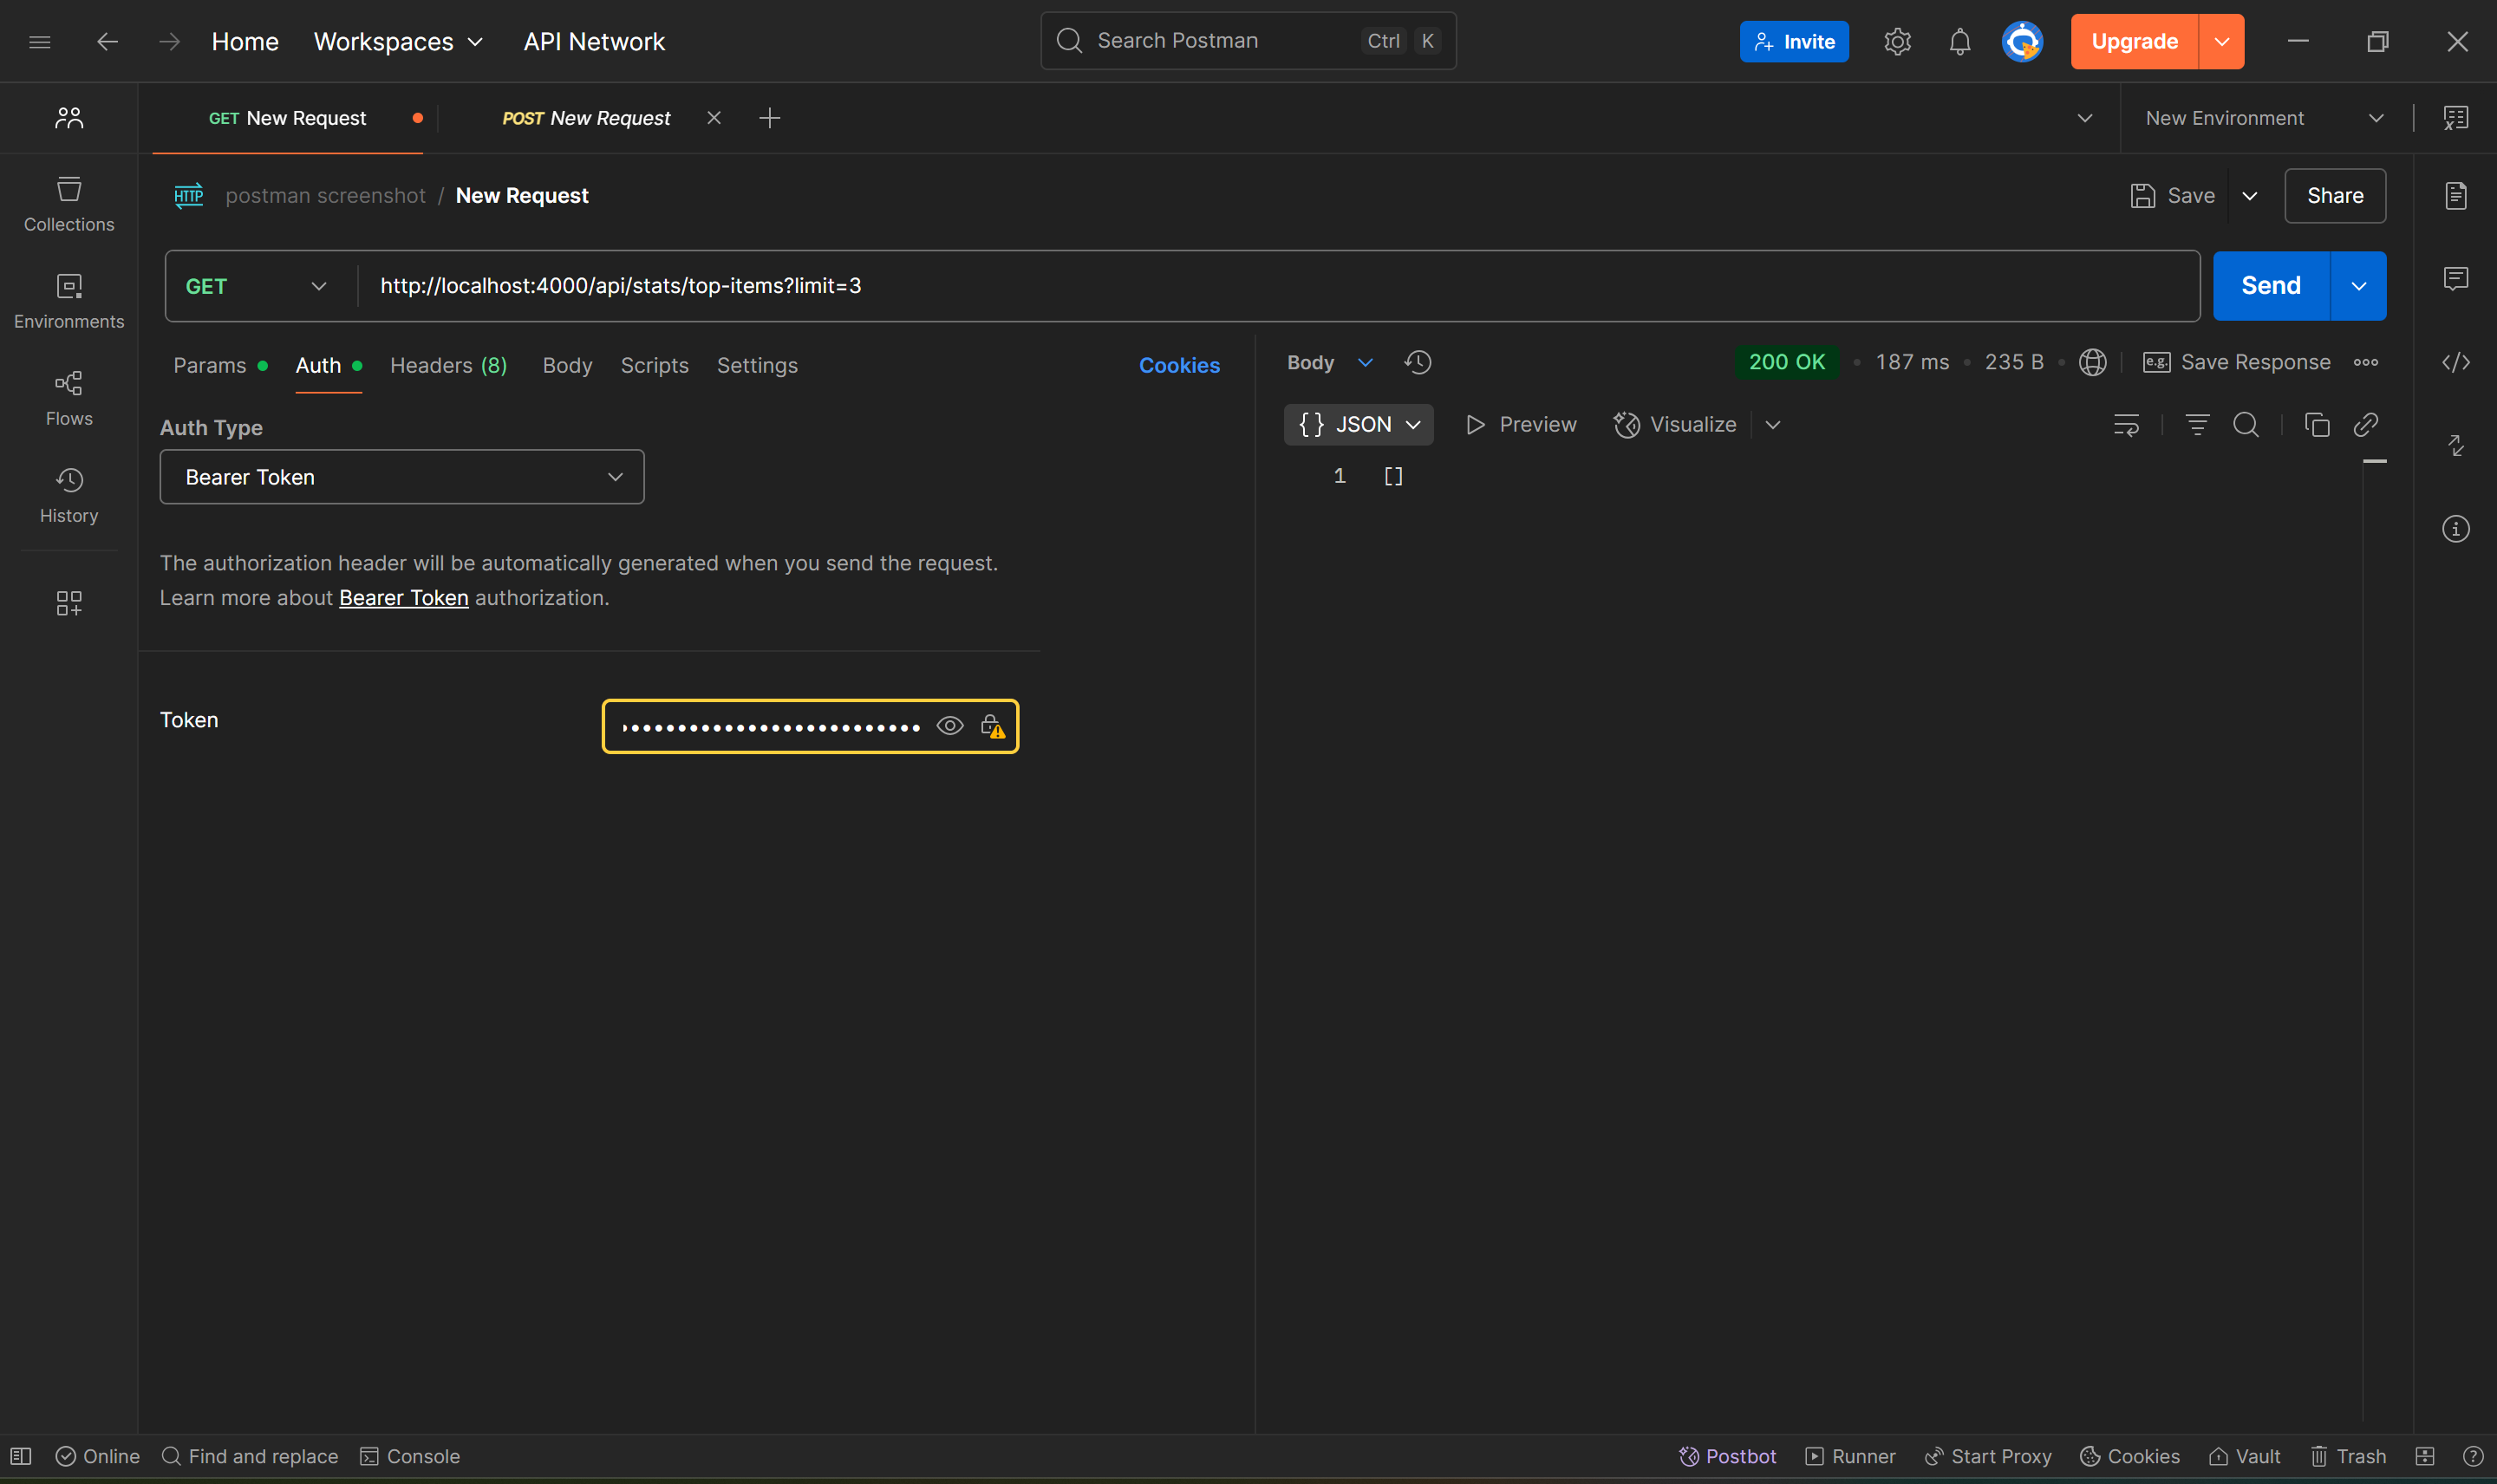 Home Workspaces API Network Search Postman Ctrl K Invite Upgrade
GET New Request POST New Request New Environment
HTTP postman screenshot / New Request Save Share
Collections
Environments
Flows
History
GET http://localhost:4000/api/stats/top-items?limit=3 Send
Params Auth Headers (8) Body Scripts Settings Cookies
Auth Type
Bearer Token
The authorization header will be automatically generated when you send the request.
Learn more about Bearer Token authorization.
Token
Body 200 OK 187 ms 235 B e.g. Save Response
{} JSON Preview Visualize
1 []
Online Find and replace Console Postbot Runner Start Proxy Cookies Vault Trash